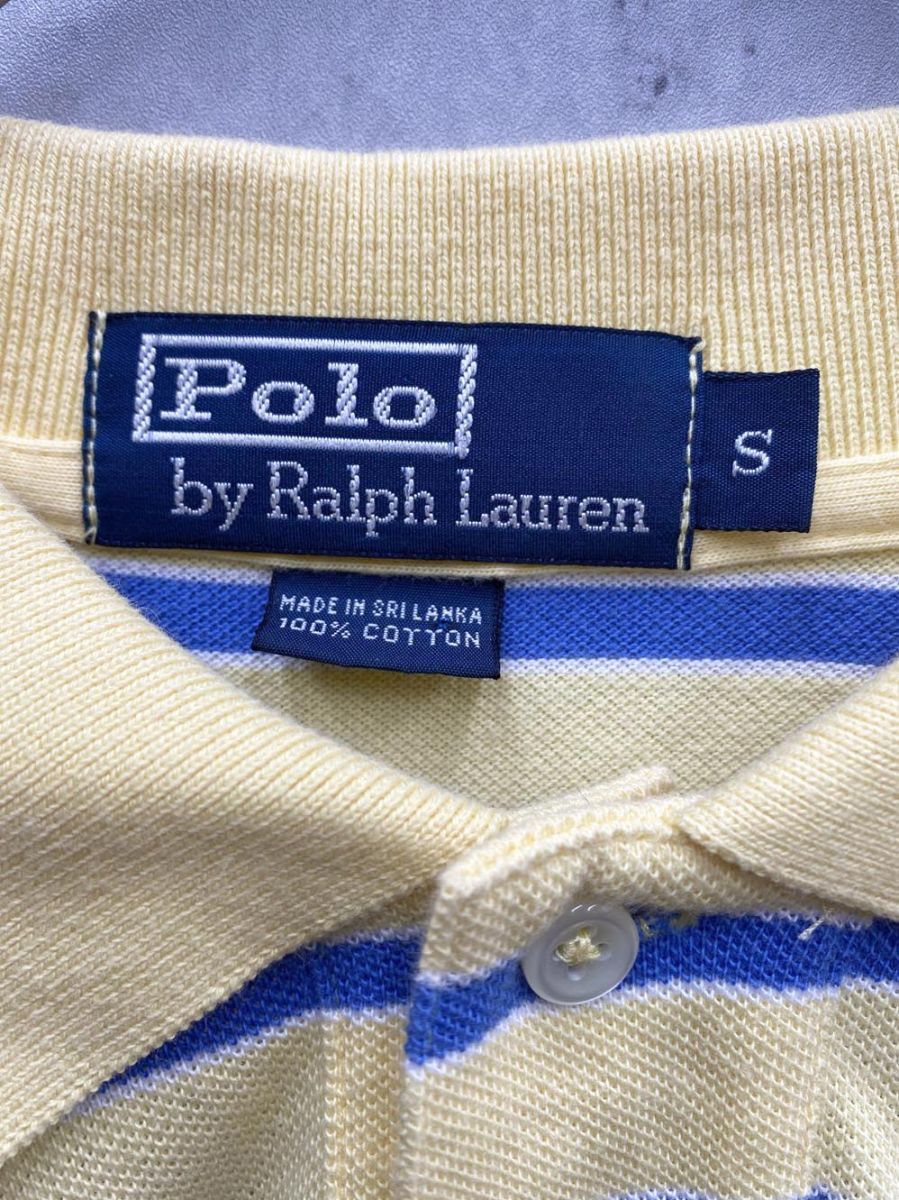 Polo
by Ralph Lauren
S
MADE IN SRI LANKA
100% COTTON